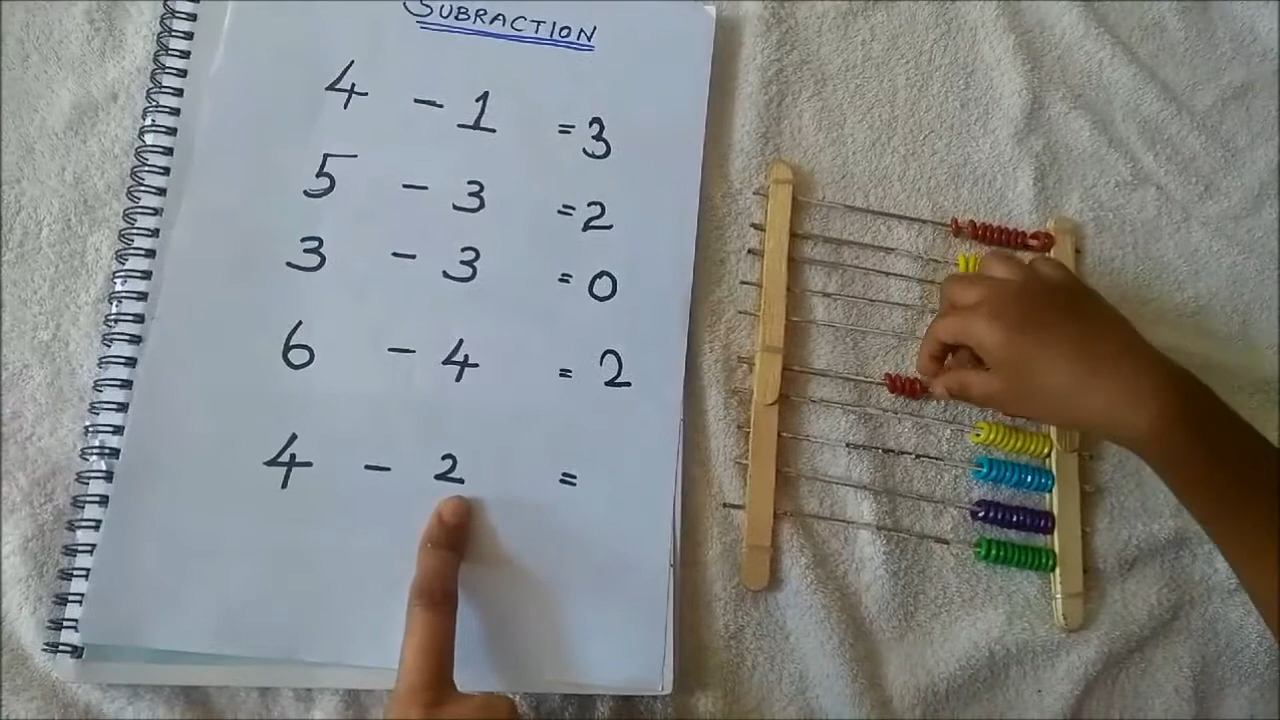 SUBRACTION
4 - 1 = 3
5 - 3 = 2
3 - 3 = 0
6 - 4 = 2
4 - 2 =